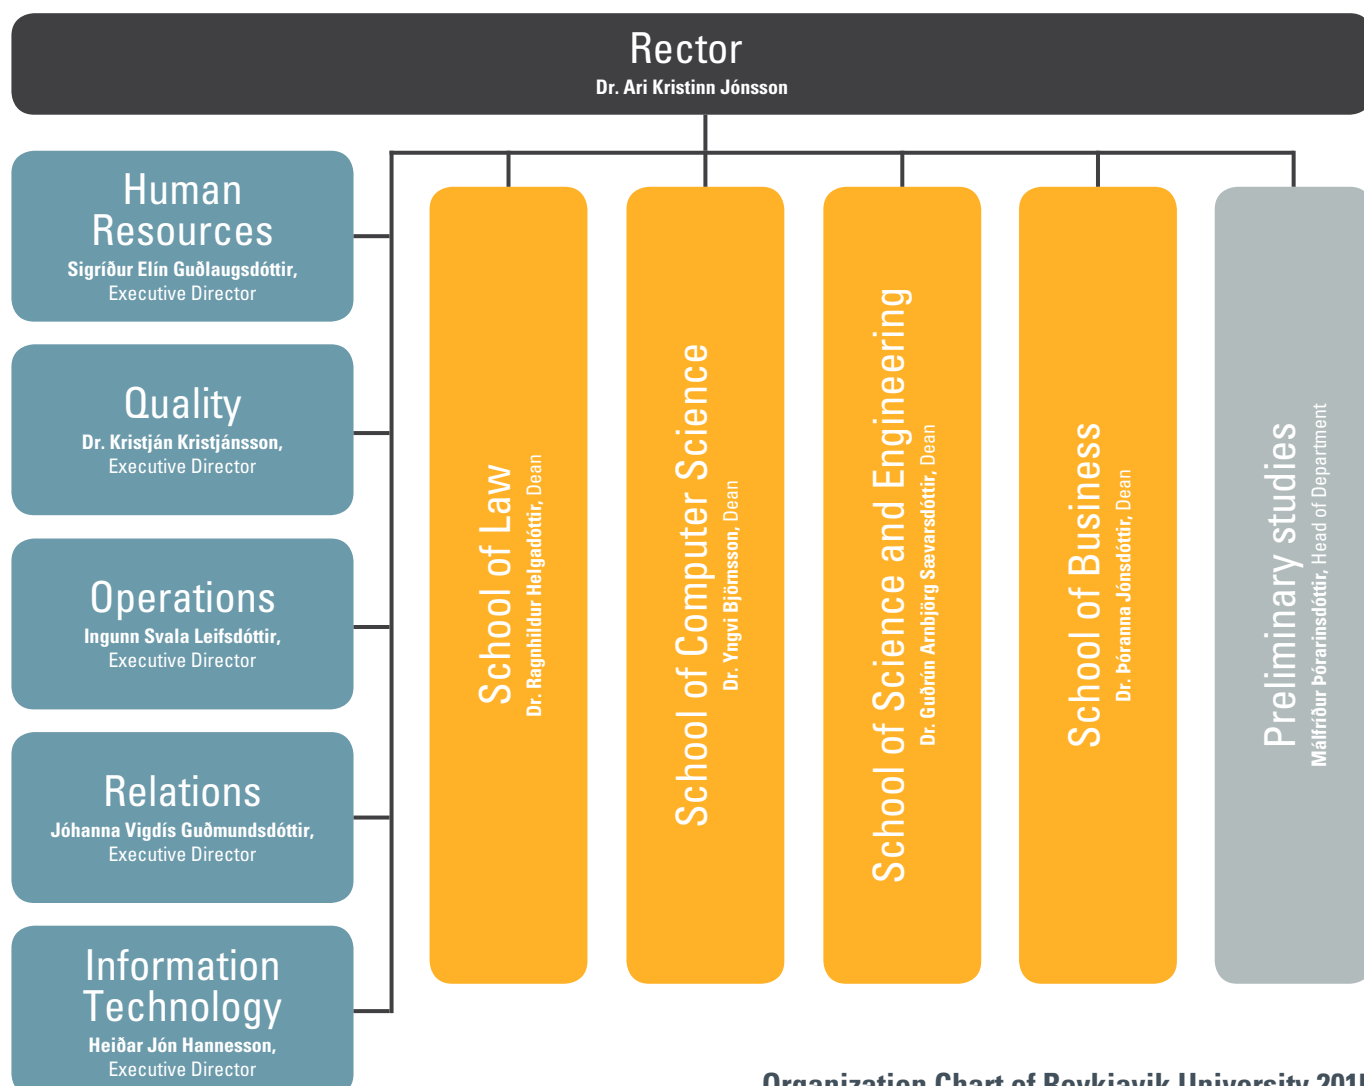 Rector
Dr. Ari Kristinn Jónsson
Human
Resources
Sigríður Elín Guðlaugsdóttir,
Executive Director
Quality
Dr. Kristján Kristjánsson,
Executive Director
Operations
Ingunn Svala Leifsdóttir,
Executive Director
Relations
Jóhanna Vigdís Guðmundsdóttir,
Executive Director
Information
Technology
Heiðar Jón Hannesson,
Executive Director
School of Law
Dr. Ragnhildur Helgadóttir, Dean
School of Computer Science
Dr. Yngvi Björnsson, Dean
School of Science and Engineering
Dr. Guðrún Arnbjörg Sævarsdóttir, Dean
School of Business
Dr. Þóranna Jónsdóttir, Dean
Preliminary studies
Málfríður Þórarinsdóttir, Head of Department
Organization Chart of Reykjavik University